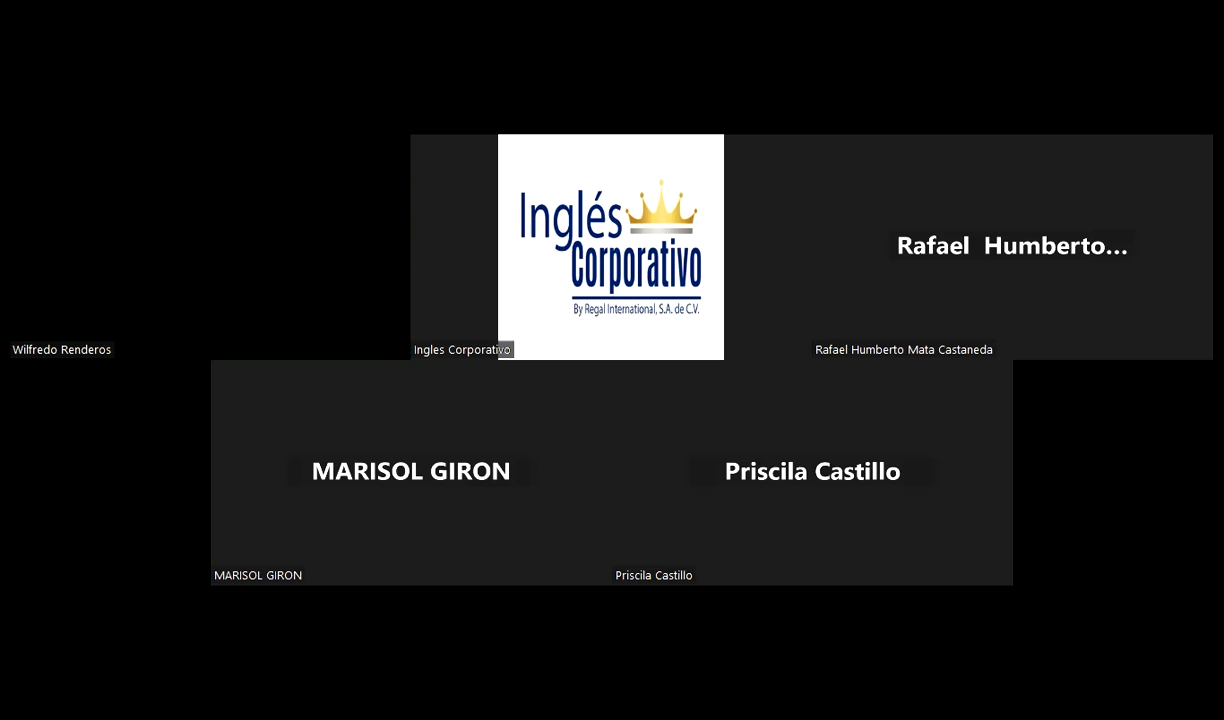 Inglés
Corporativo
By Regal International, S.A. de C.V.
Rafael Humberto...
Wilfredo Renderos
Ingles Corporativo
Rafael Humberto Mata Castaneda
MARISOL GIRON
Priscila Castillo
MARISOL GIRON
Priscila Castillo